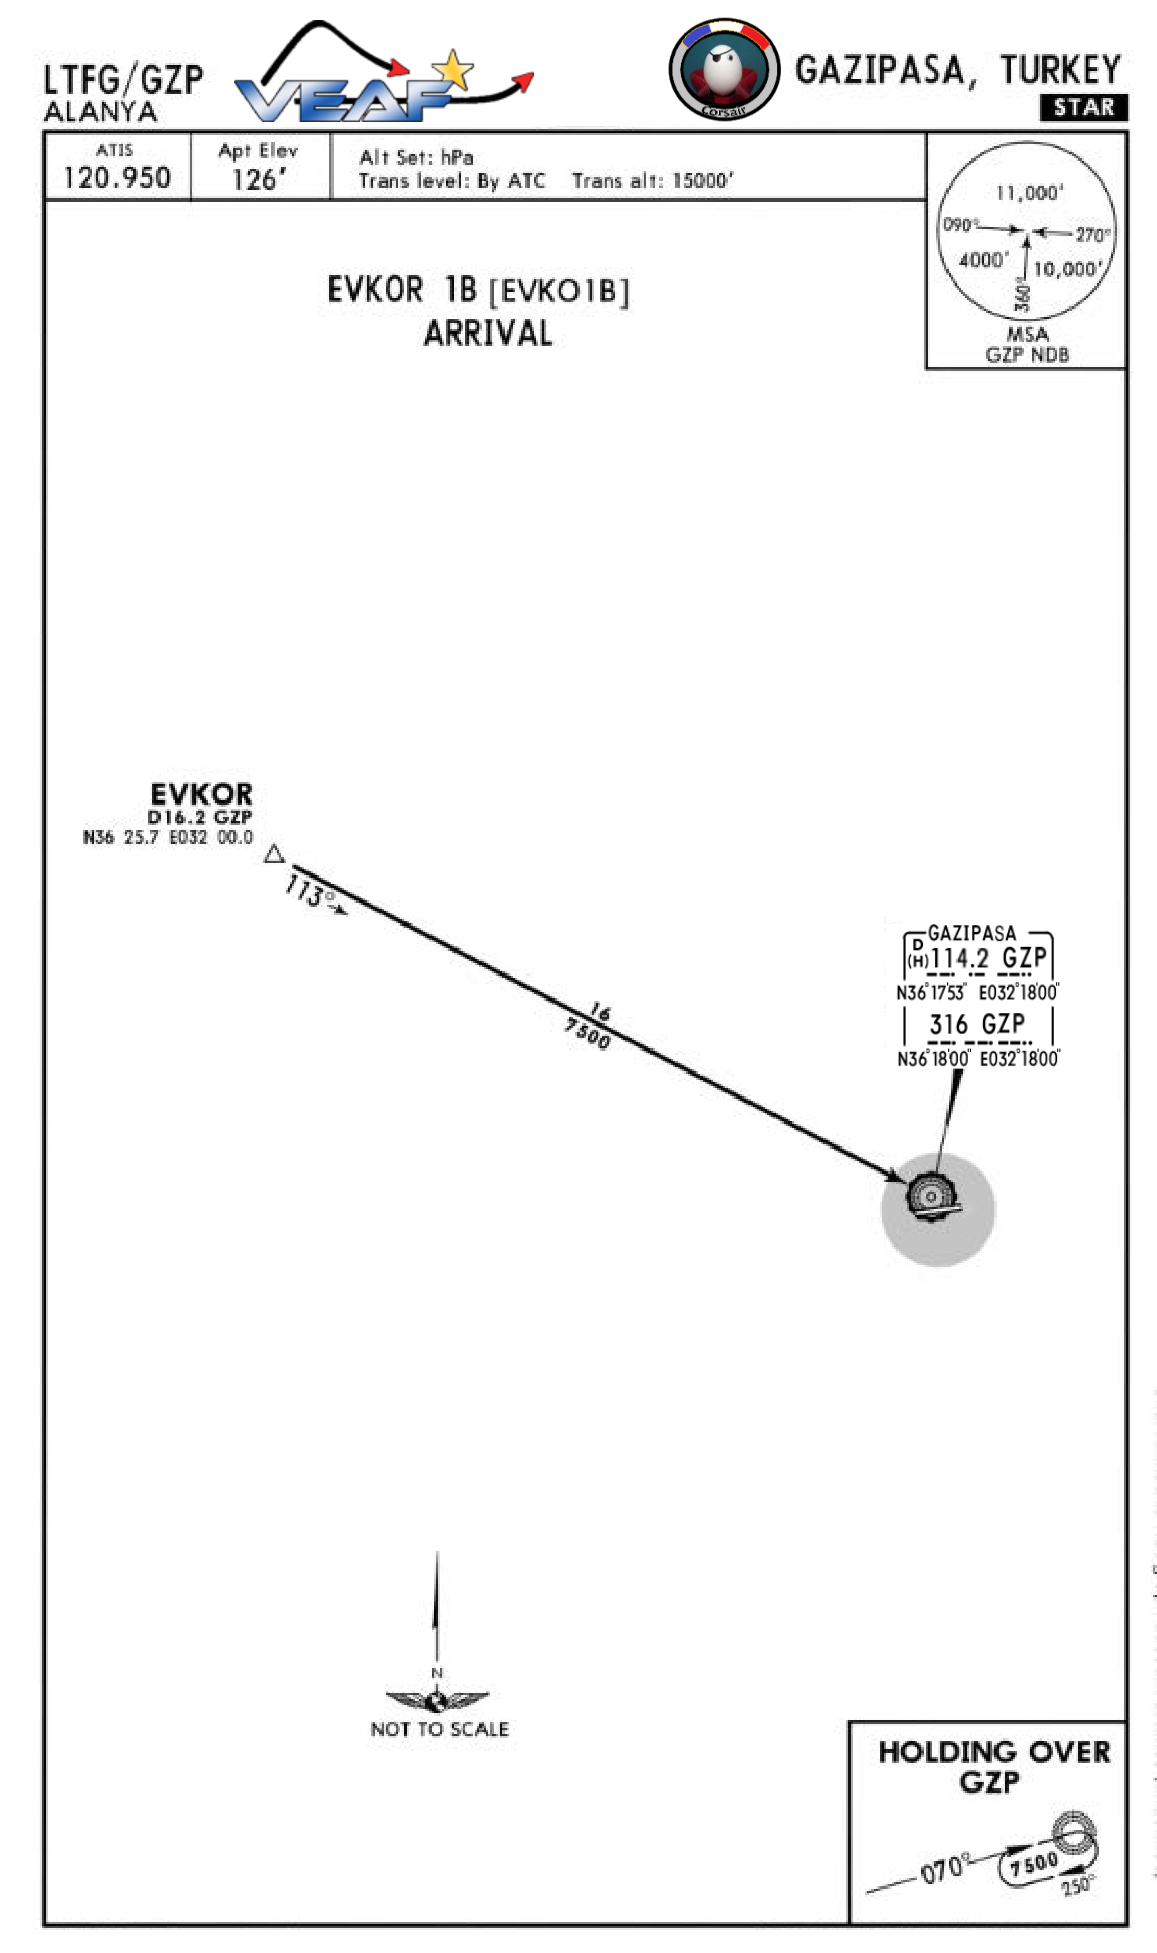 LTFG/GZP
ALANYA
VEAF
Corsair
GAZIPASA, TURKEY
STAR
ATIS
120.950
Apt Elev
126'
Alt Set: hPa
Trans level: By ATC Trans alt: 15000'
11,000'
090°
270°
4000'
10,000'
360°
MSA
GZP NDB
EVKOR 1B [EVKO1B]
ARRIVAL
EVKOR
D16.2 GZP
N36 25.7 E032 00.0
113°
16
7500
GAZIPASA
D
(H) 114.2 GZP
N36°17'53" E032°18'00"
316 GZP
N36°18'00" E032°18'00"
N
NOT TO SCALE
HOLDING OVER
GZP
070°
7500
250°